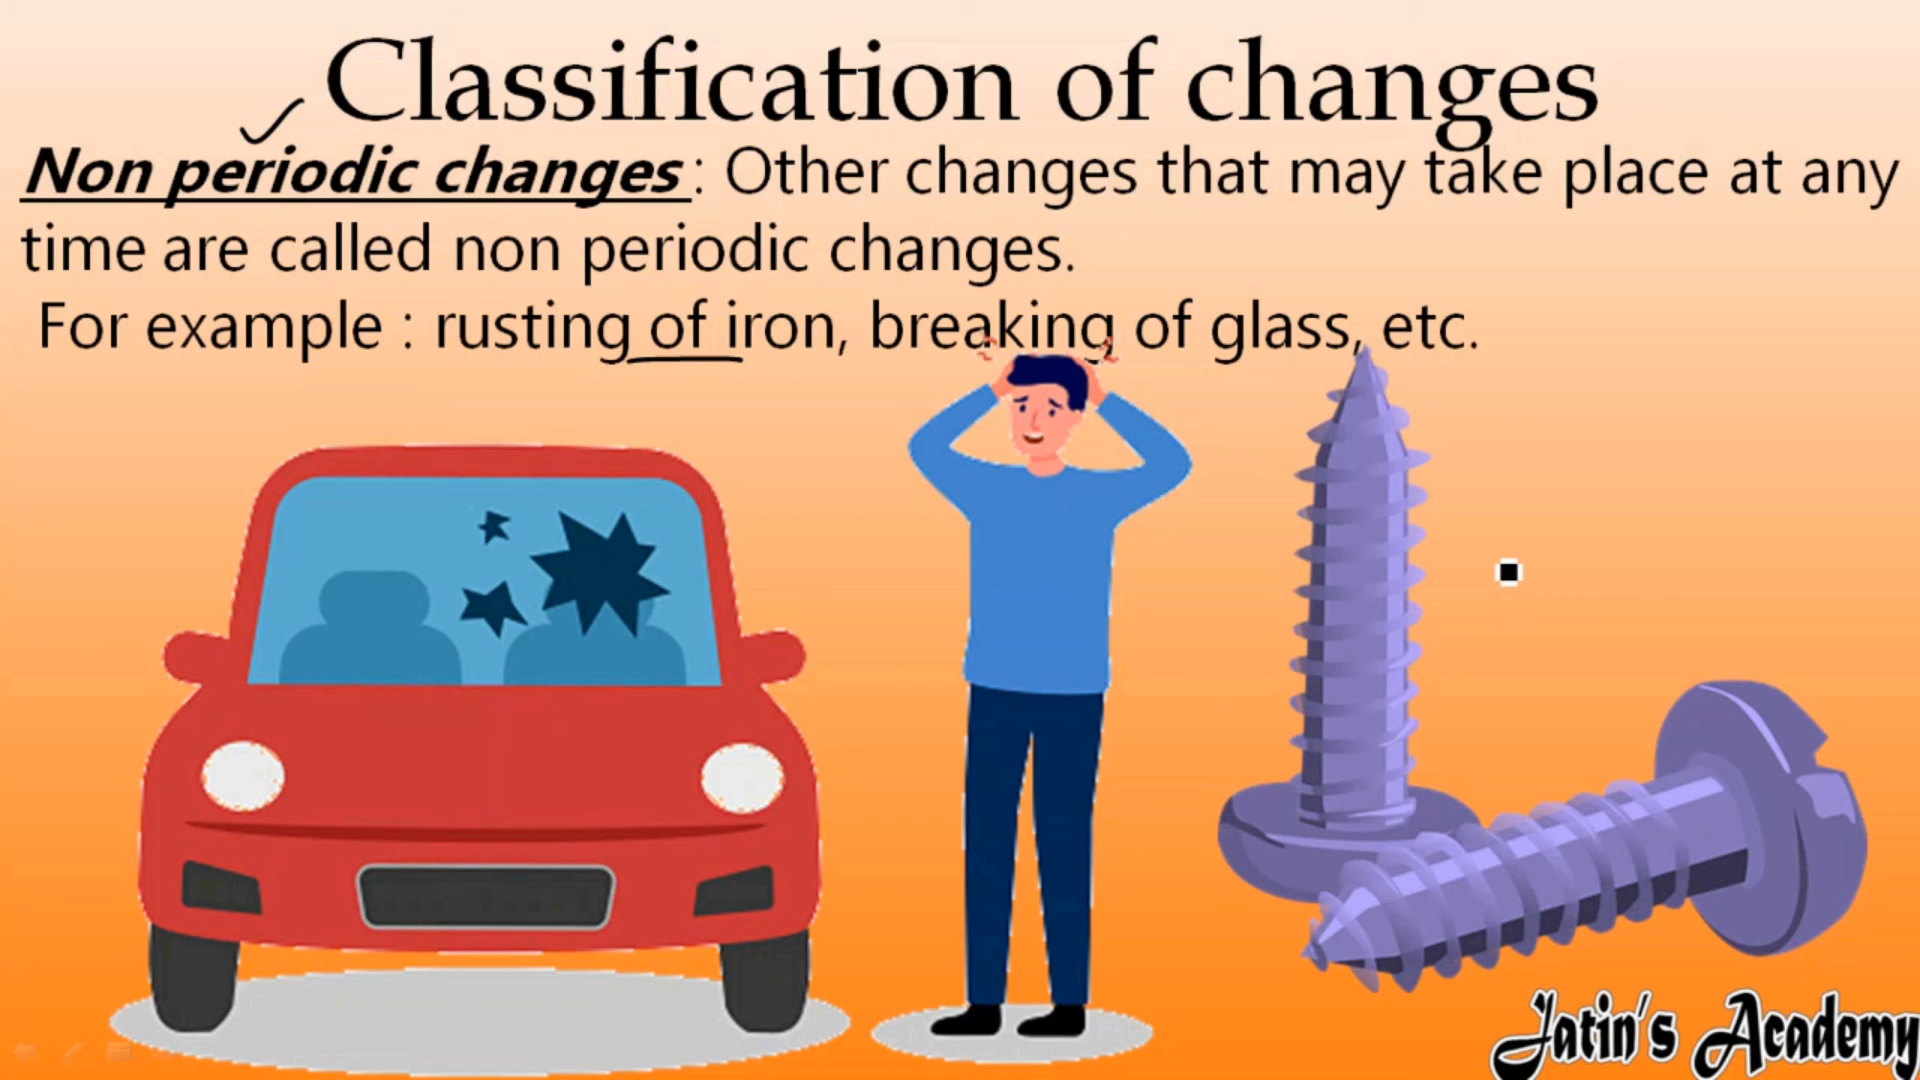 Classification of changes
Non periodic changes : Other changes that may take place at any
time are called non periodic changes.
For example : rusting of iron, breaking of glass, etc.
Jatin's Academy